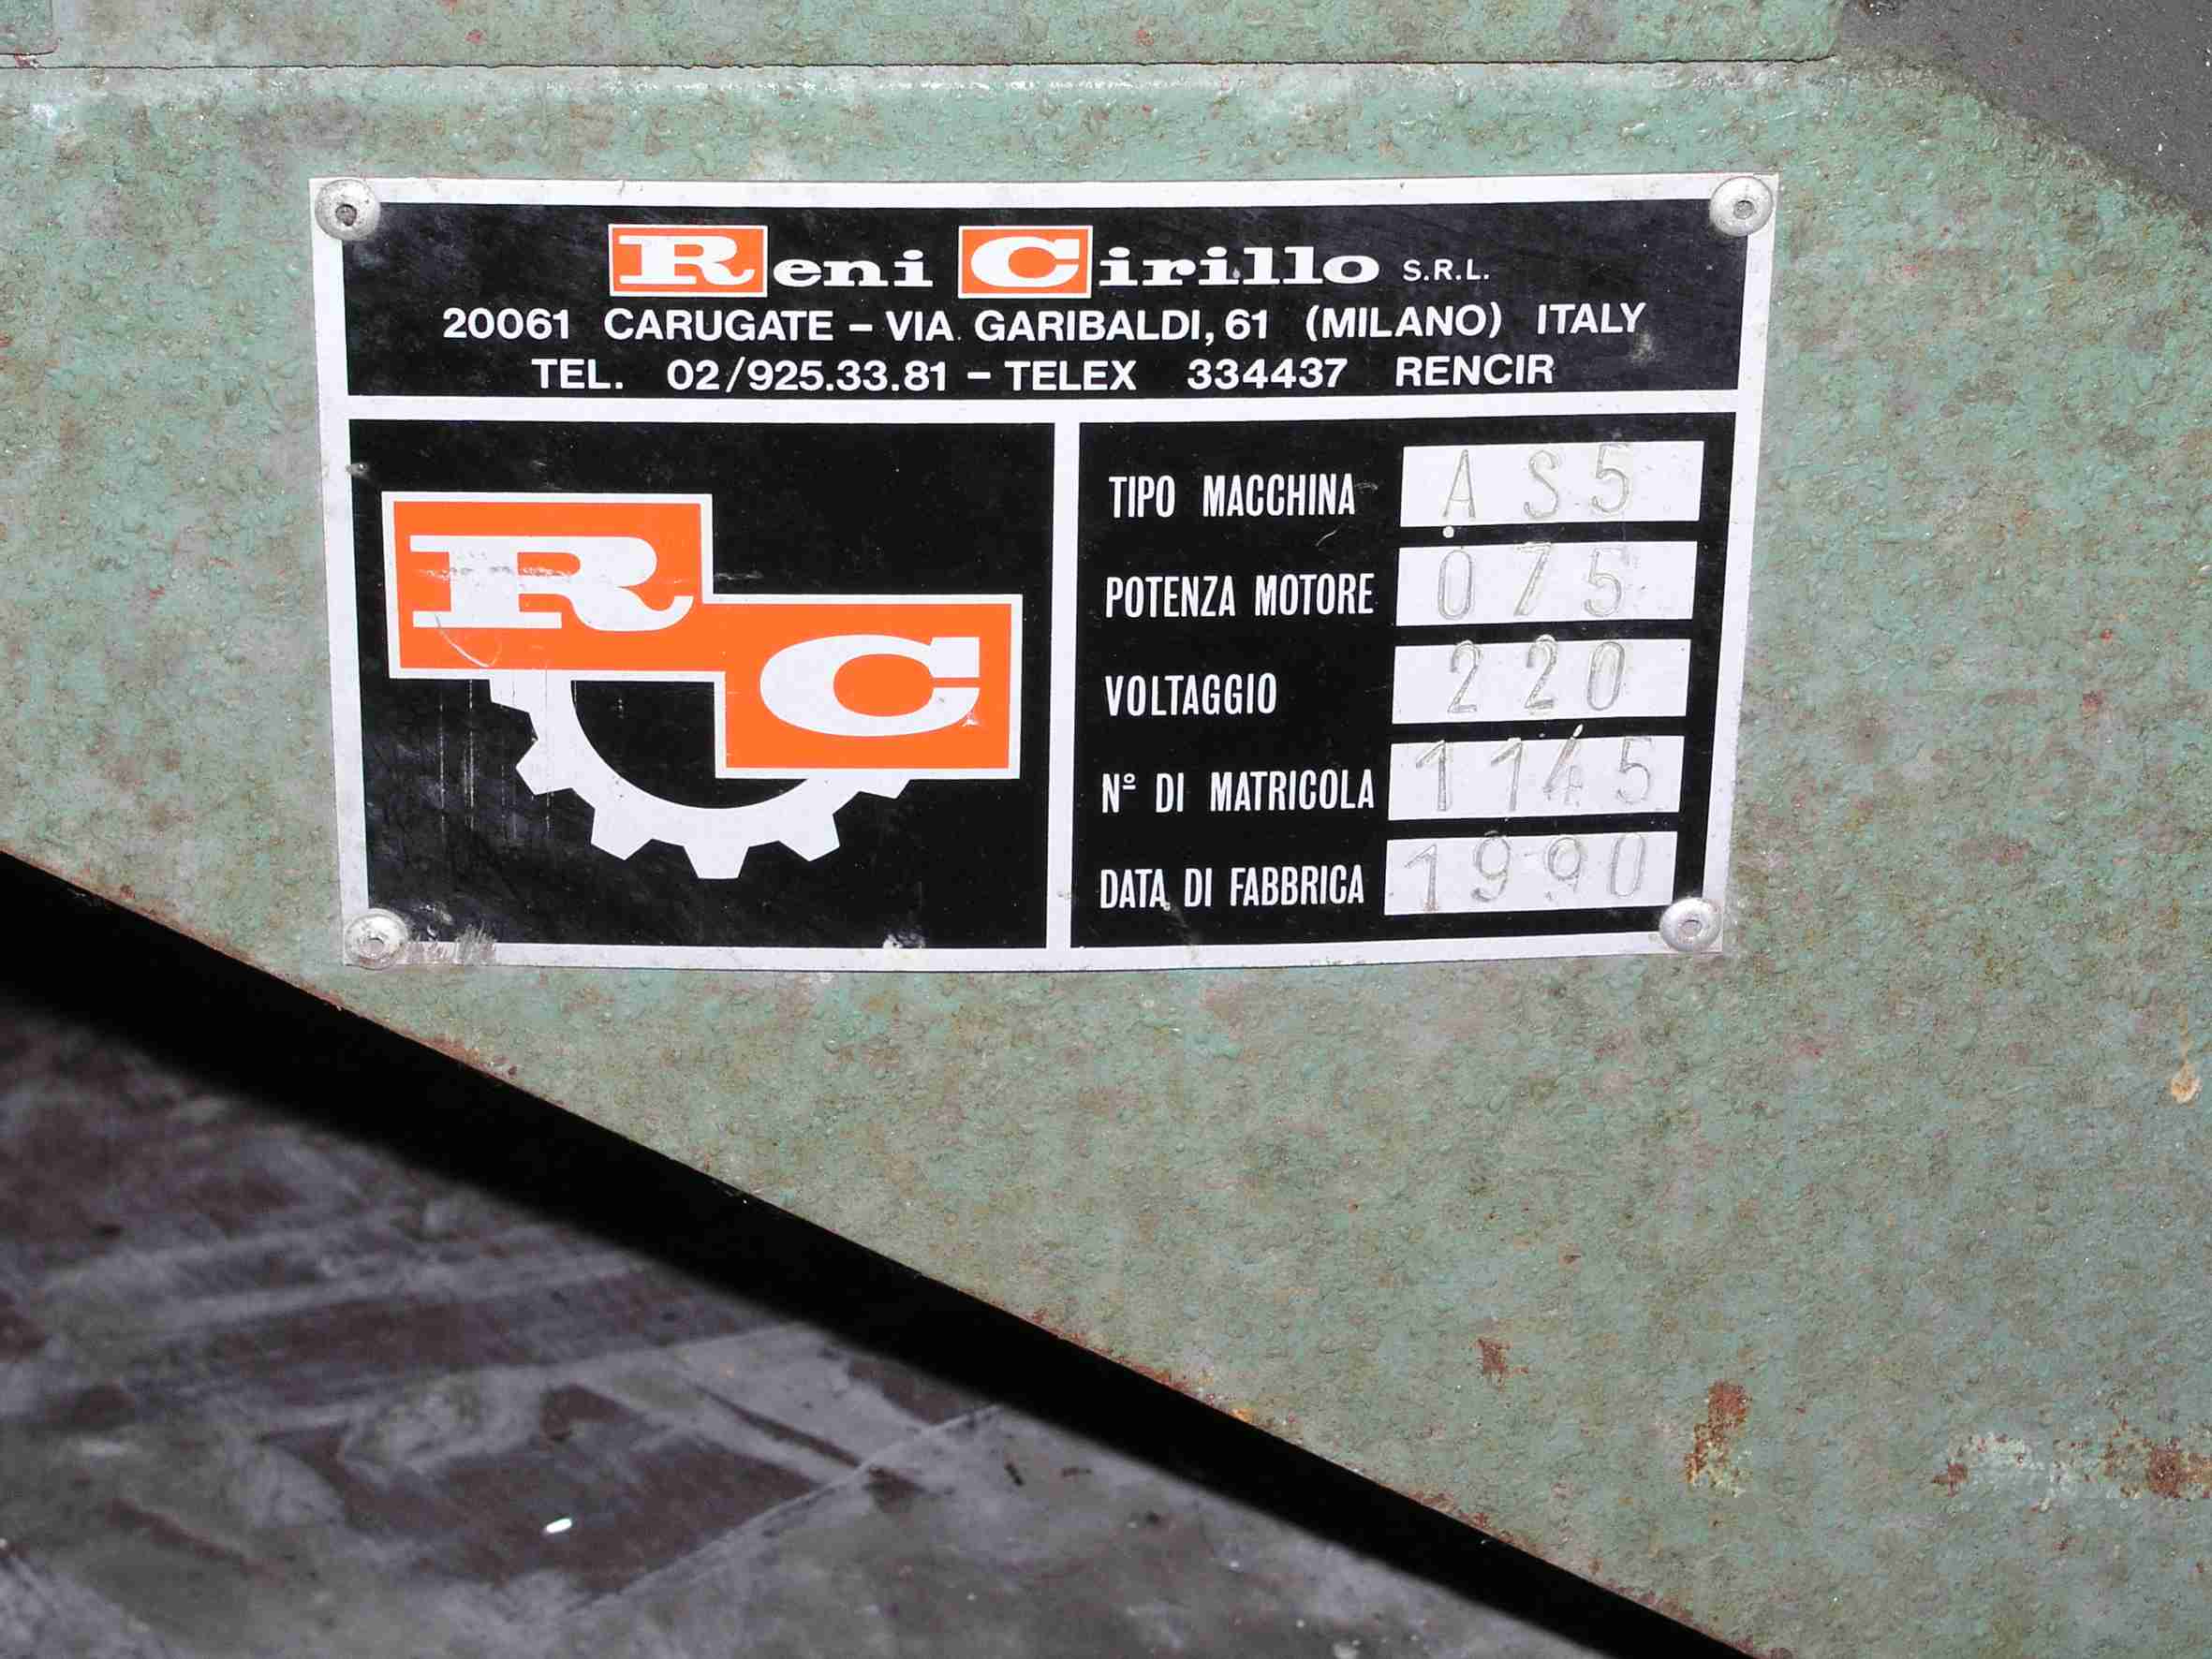 Reni Cirillo S.R.L.
20061 CARUGATE – VIA GARIBALDI, 61 (MILANO) ITALY
TEL. 02/925.33.81 – TELEX 334437 RENCIR
RC
TIPO MACCHINA AS5
POTENZA MOTORE 075
VOLTAGGIO 220
Nº DI MATRICOLA 1145
DATA DI FABBRICA 1990